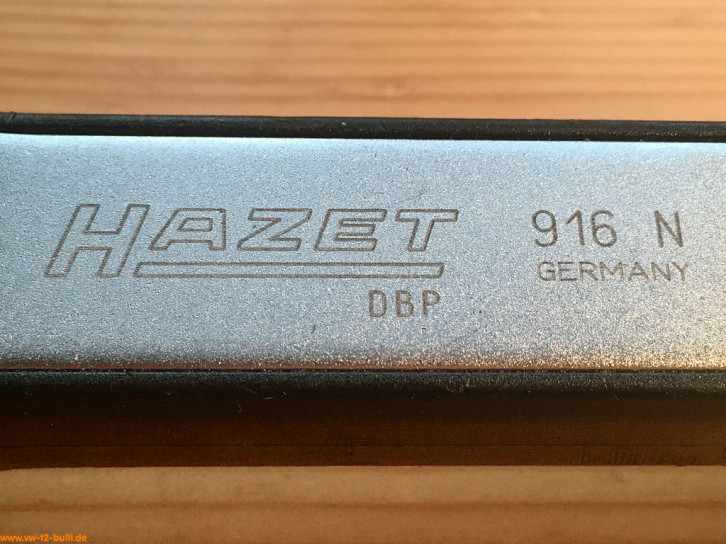 HAZET 916 N
GERMANY
DBP
www.vw-t2-bulli.de